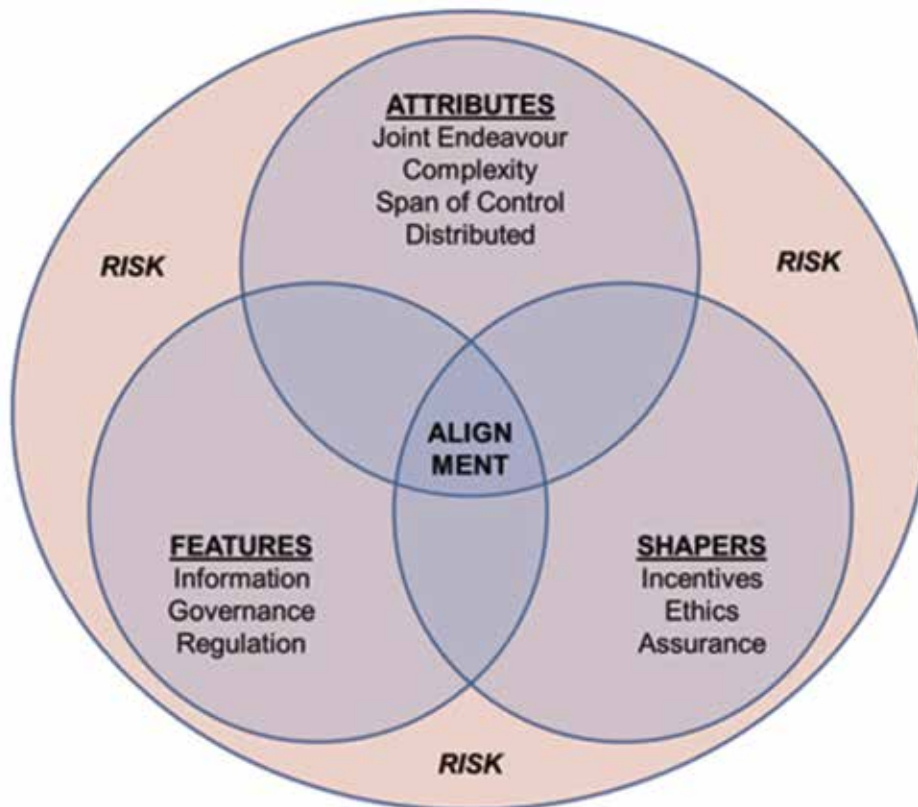 ATTRIBUTES
Joint Endeavour
Complexity
Span of Control
Distributed
RISK
RISK
ALIGN
MENT
FEATURES
Information
Governance
Regulation
SHAPERS
Incentives
Ethics
Assurance
RISK